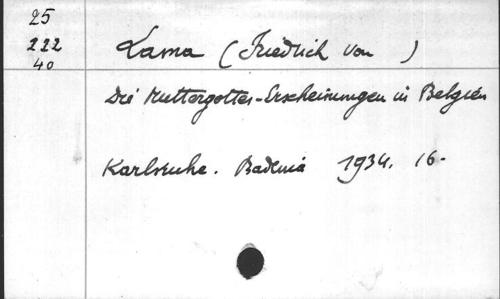 25
222
40
Lama (Friedrich von )
Die Muttergottes-Erscheinungen in Belgien
Karlsruhe. Badenia 1934. 16-